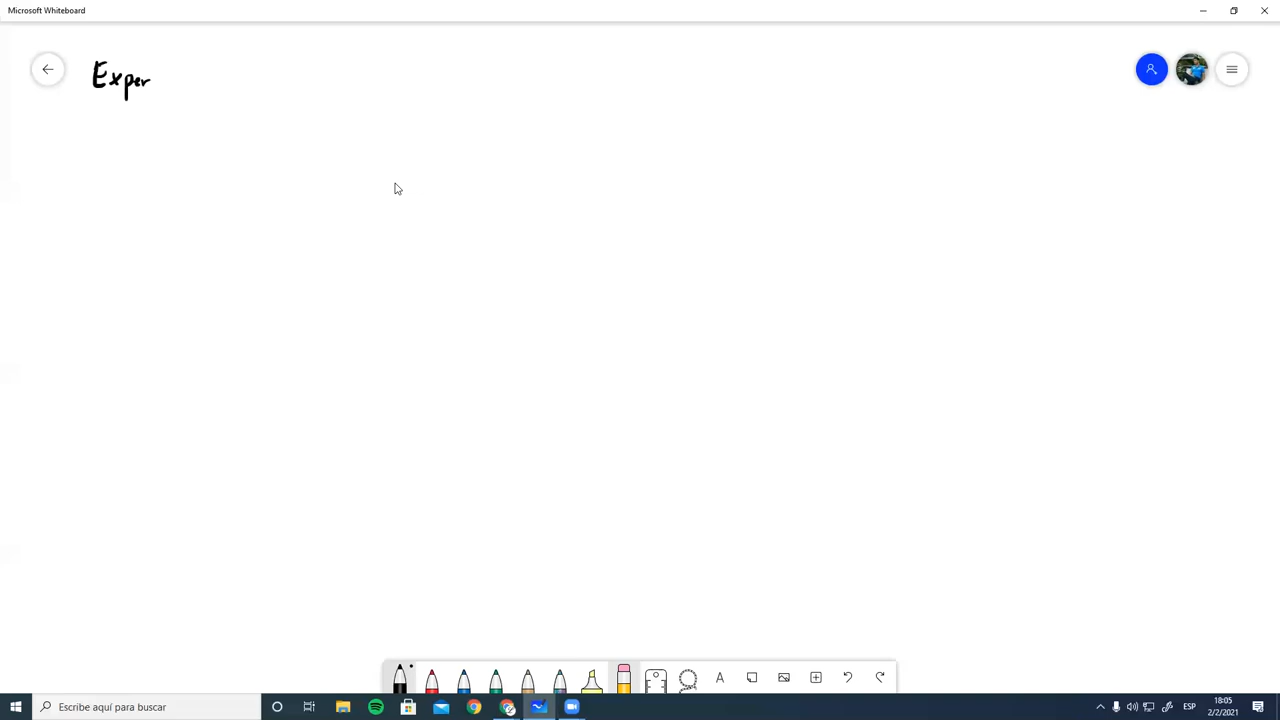 Microsoft Whiteboard
Exper
A
Escribe aquí para buscar
ESP
18:05
2/2/2021